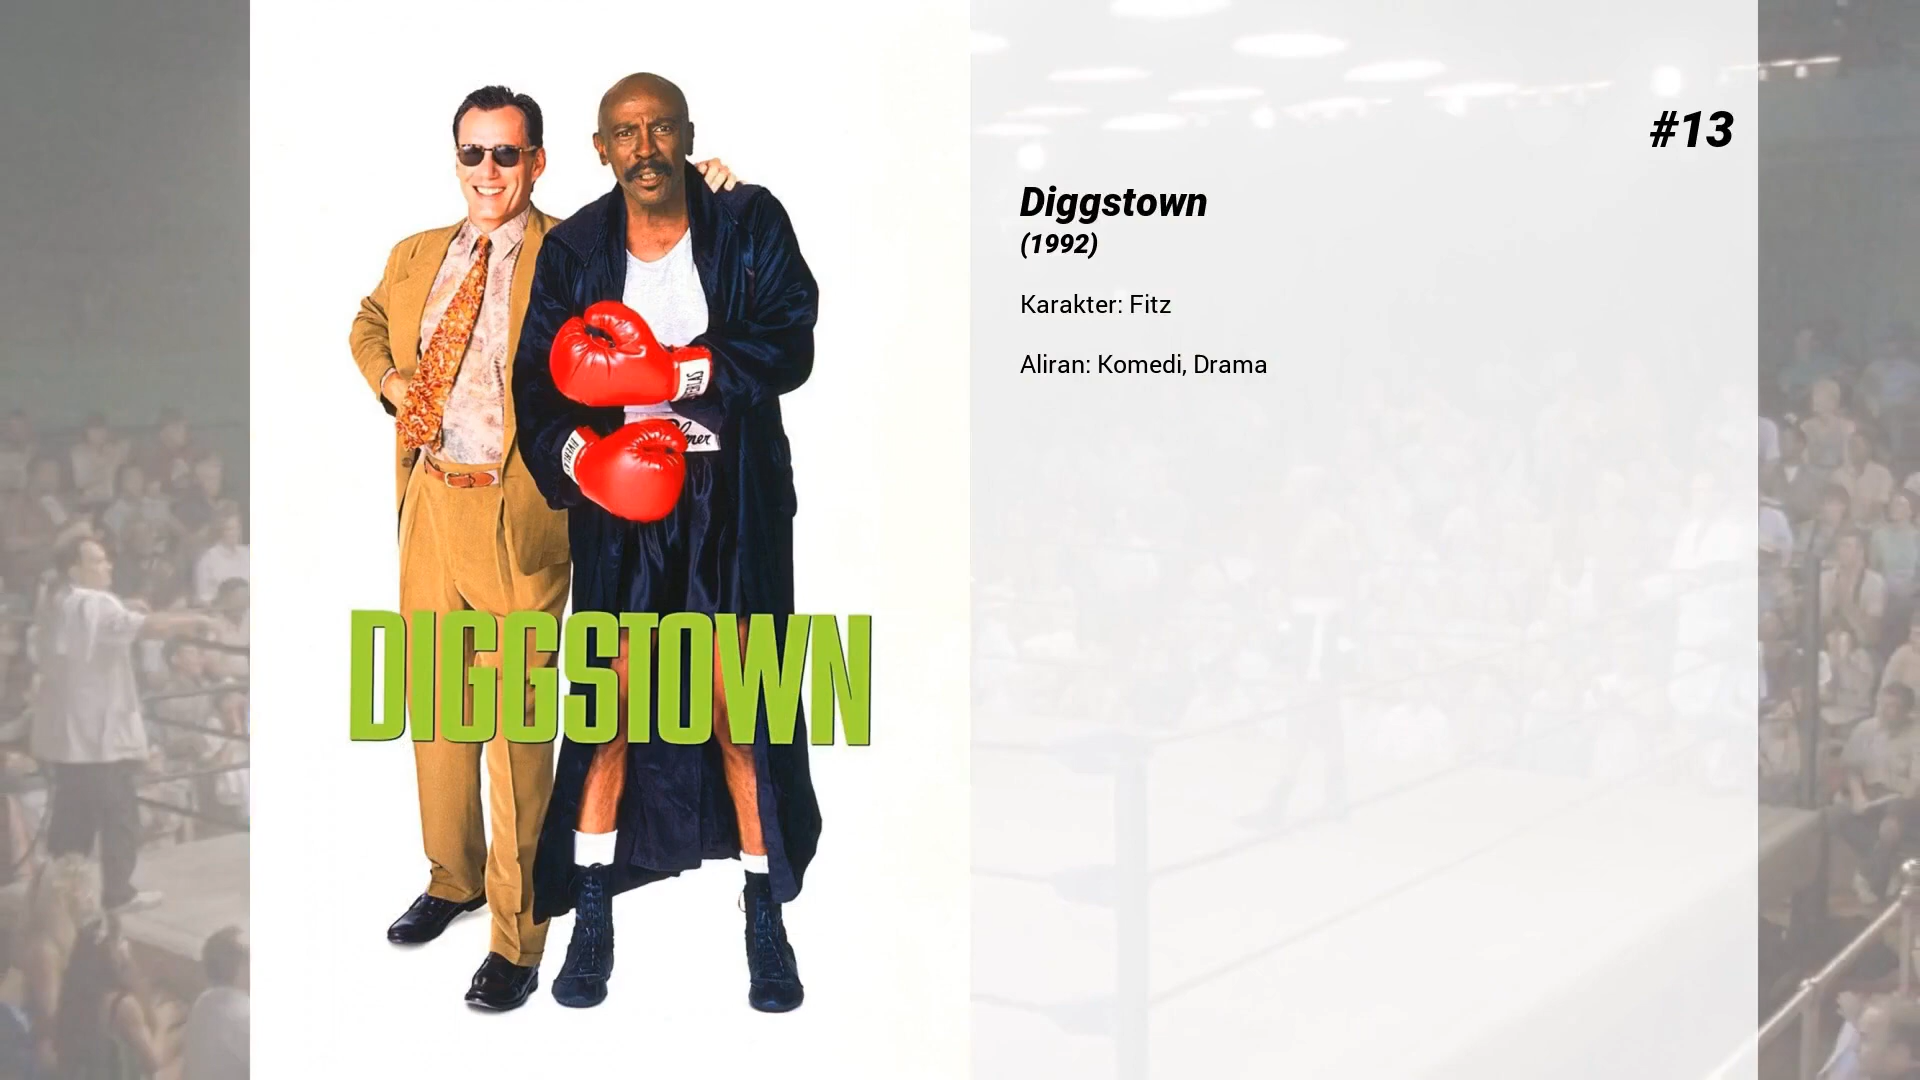 #13
Diggstown
(1992)
Karakter: Fitz
Aliran: Komedi, Drama
DIGGSTOWN